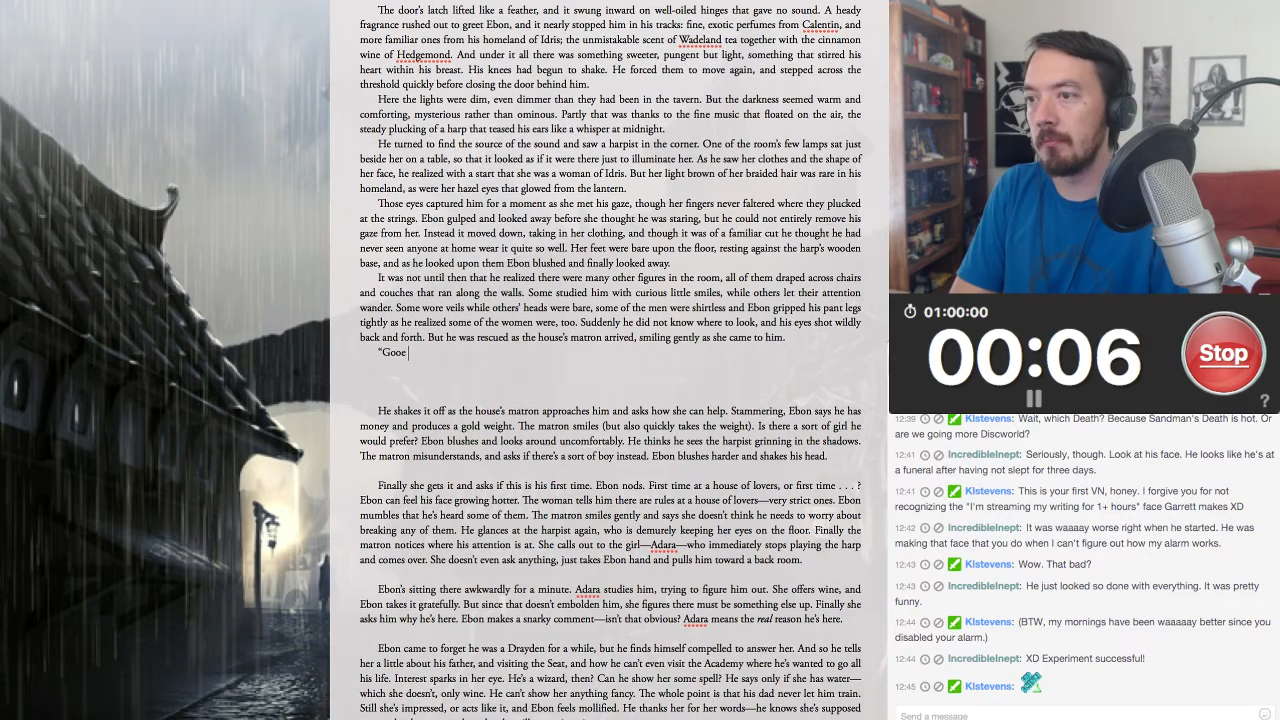 The door's latch lifted like a feather, and it swung inward on well-oiled hinges that gave no sound. A heady
fragrance rushed out to greet Ebon, and it nearly stopped him in his tracks: fine, exotic perfumes from Calentin, and
more familiar ones from his homeland of Idris; the unmistakable scent of Wadeland tea together with the cinnamon
wine of Hedgemond. And under it all there was something sweeter, pungent but light, something that stirred his
heart within his breast. His knees had begun to shake. He forced them to move again, and stepped across the
threshold quickly before closing the door behind him.
Here the lights were dim, even dimmer than they had been in the tavern. But the darkness seemed warm and
comforting, mysterious rather than ominous. Partly that was thanks to the fine music that floated on the air, the
steady plucking of a harp that teased his ears like a whisper at midnight.
He turned to find the source of the sound and saw a harpist in the corner. One of the room's few lamps sat just
beside her on a table, so that it looked as if it were there just to illuminate her. As he saw her clothes and the shape of
her face, he realized with a start that she was a woman of Idris. But her light brown of her braided hair was rare in his
homeland, as were her hazel eyes that glowed from the lantern.
Those eyes captured him for a moment as she met his gaze, though her fingers never faltered where they plucked
at the strings. Ebon gulped and looked away before she thought he was staring, but he could not entirely remove his
gaze from her. Instead it moved down, taking in her clothing, and though it was of a familiar cut he thought he had
never seen anyone at home wear it quite so well. Her feet were bare upon the floor, resting against the harp's wooden
base, and as he looked upon them Ebon blushed and finally looked away.
It was not until then that he realized there were many other figures in the room, all of them draped across chairs
and couches that ran along the walls. Some studied him with curious little smiles, while others let their attention
wander. Some wore veils while others' heads were bare, some of the men were shirtless and Ebon gripped his pant legs
tightly as he realized some of the women were, too. Suddenly he did not know where to look, and his eyes shot wildly
back and forth. But he was rescued as the house's matron arrived, smiling gently as she came to him.
"Gooe
He shakes it off as the house's matron approaches him and asks how she can help. Stammering, Ebon says he has
money and produces a gold weight. The matron smiles (but also quickly takes the weight). Is there a sort of girl he
would prefer? Ebon blushes and looks around uncomfortably. He thinks he sees the harpist grinning in the shadows.
The matron misunderstands, and asks if there's a sort of boy instead. Ebon blushes harder and shakes his head.
Finally she gets it and asks if this is his first time. Ebon nods. First time at a house of lovers, or first time . . . ?
Ebon can feel his face growing hotter. The woman tells him there are rules at a house of lovers—very strict ones. Ebon
mumbles that he's heard some of them. The matron smiles gently and says she doesn't think he needs to worry about
breaking any of them. He glances at the harpist again, who is demurely keeping her eyes on the floor. Finally the
matron notices where his attention is at. She calls out to the girl—Adara—who immediately stops playing the harp
and comes over. She doesn't even ask anything, just takes Ebon hand and pulls him toward a back room.
Ebon's sitting there awkwardly for a minute. Adara studies him, trying to figure him out. She offers wine, and
Ebon takes it gratefully. But since that doesn't embolden him, she figures there must be something else up. Finally she
asks him why he's here. Ebon makes a snarky comment—isn't that obvious? Adara means the real reason he's here.
Ebon came to forget he was a Drayden for a while, but he finds himself compelled to answer her. And so he tells
her a little about his father, and visiting the Seat, and how he can't even visit the Academy where he's wanted to go all
his life. Interest sparks in her eye. He's a wizard, then? Can he show her some spell? He says only if she has water—
which she doesn't, only wine. He can't show her anything fancy. The whole point is that his dad never let him train.
Still she's impressed, or acts like it, and Ebon feels mollified. He thanks her for her words—he knows she's supposed
01:00:00
00:06
Stop
?
12:39 KIstevens: Wait, which Death? Because Sandman's Death is hot. Or
are we going more Discworld?
12:41 IncredibleInept: Seriously, though. Look at his face. He looks like he's at
a funeral after having not slept for three days.
12:41 KIstevens: This is your first VN, honey. I forgive you for not
recognizing the "I'm streaming my writing for 1+ hours" face Garrett makes XD
12:42 IncredibleInept: It was waaaay worse right when he started. He was
making that face that you do when I can't figure out how my alarm works.
12:43 KIstevens: Wow. That bad?
12:43 IncredibleInept: He just looked so done with everything. It was pretty
funny.
12:44 KIstevens: (BTW, my mornings have been waaaaay better since you
disabled your alarm.)
12:44 IncredibleInept: XD Experiment successful!
12:45 KIstevens:
Send a message